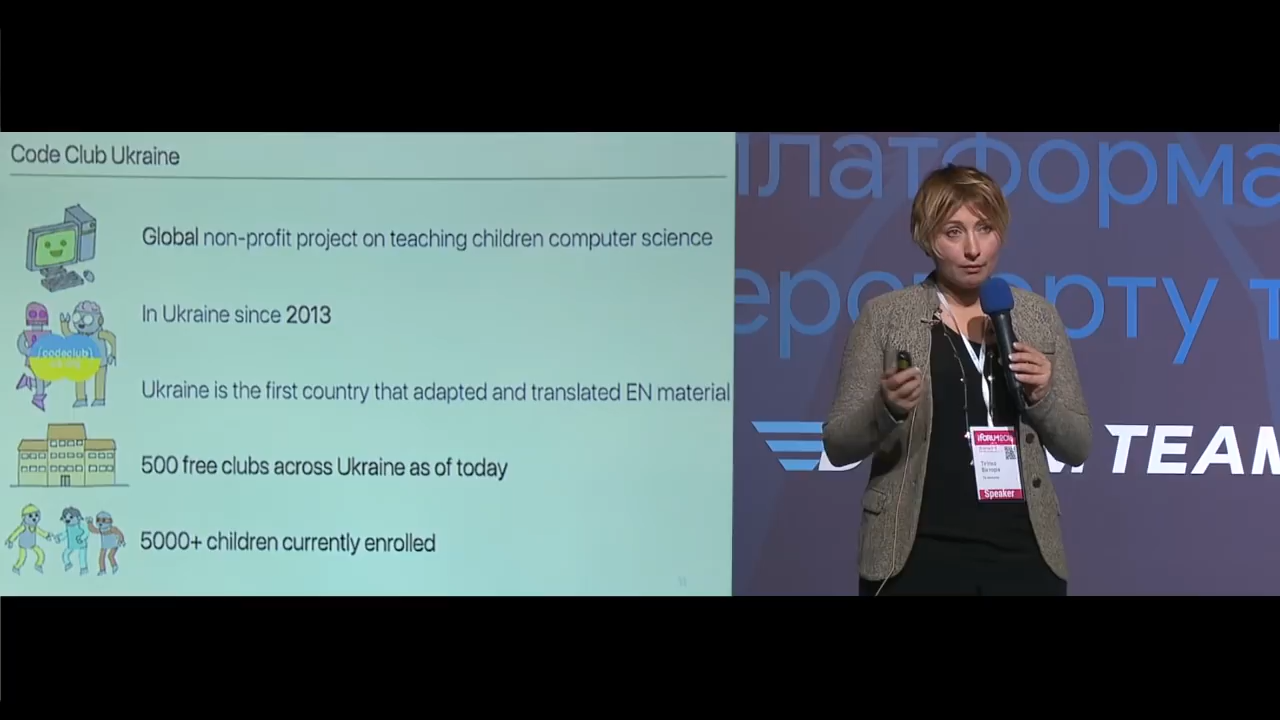 Code Club Ukraine
Global non-profit project on teaching children computer science
In Ukraine since 2013
codeclub
Ukraine is the first country that adapted and translated EN material
500 free clubs across Ukraine as of today
5000+ children currently enrolled
TEAM
Speaker